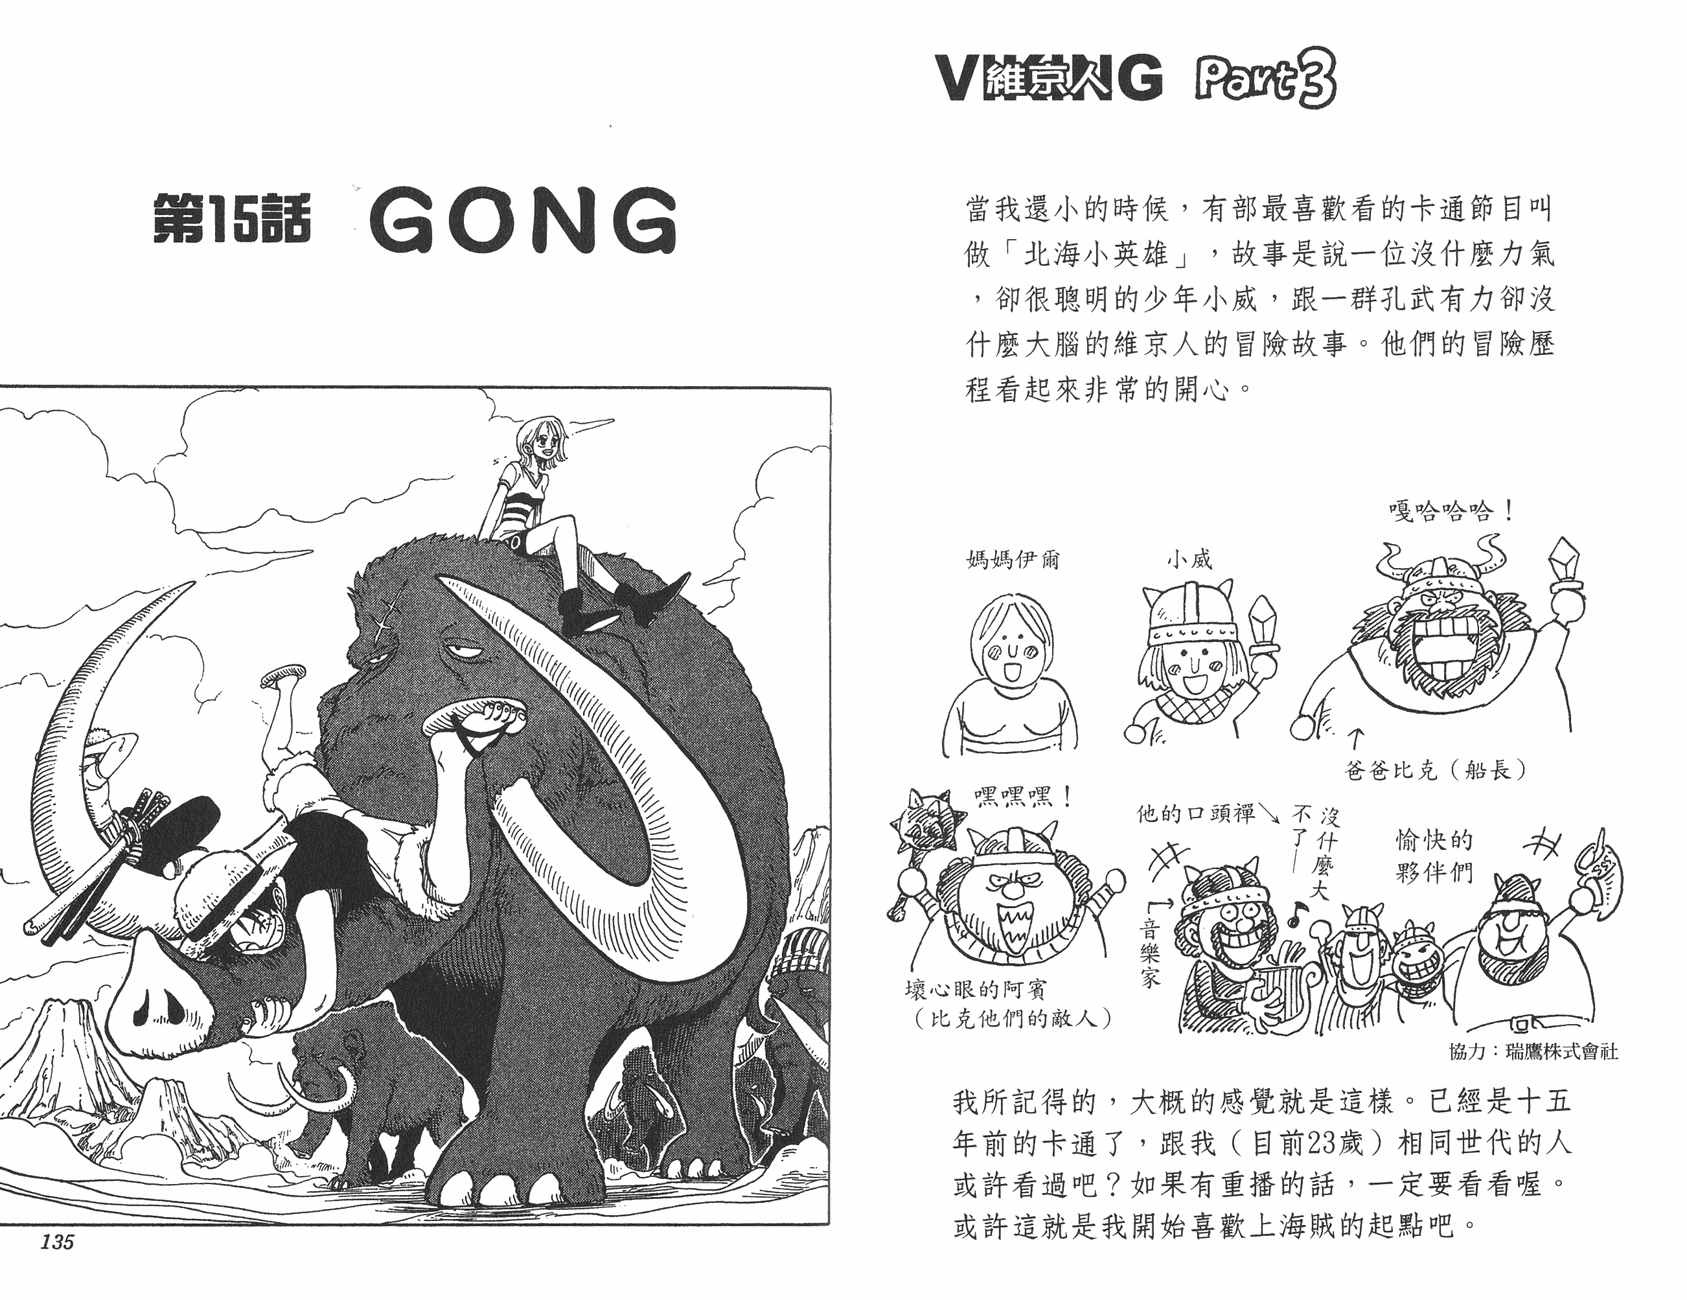 VIKING 維京人 Part3
當我還小的時候，有部最喜歡看的卡通節目叫
做「北海小英雄」，故事是說一位沒什麼力氣
，卻很聰明的少年小威，跟一群孔武有力卻沒
什麼大腦的維京人的冒險故事。他們的冒險歷
程看起來非常的開心。
嘎哈哈哈！
媽媽伊爾
小威
爸爸比克（船長）
嘿嘿嘿！
壞心眼的阿賓
（比克他們的敵人）
他的口頭禪
沒什麼大
不了—
音樂家
愉快的
夥伴們
協力：瑞鷹株式會社
我所記得的，大概的感覺就是這樣。已經是十五
年前的卡通了，跟我（目前23歲）相同世代的人
或許看過吧？如果有重播的話，一定要看看喔。
或許這就是我開始喜歡上海賊的起點吧。
第15話 GONG
135